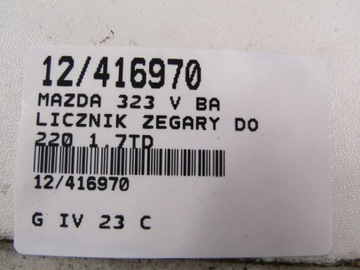 12/416970
MAZDA 323 V BA
LICZNIK ZEGARY DO
220 1.7TD
12/416970
G IV 23 C